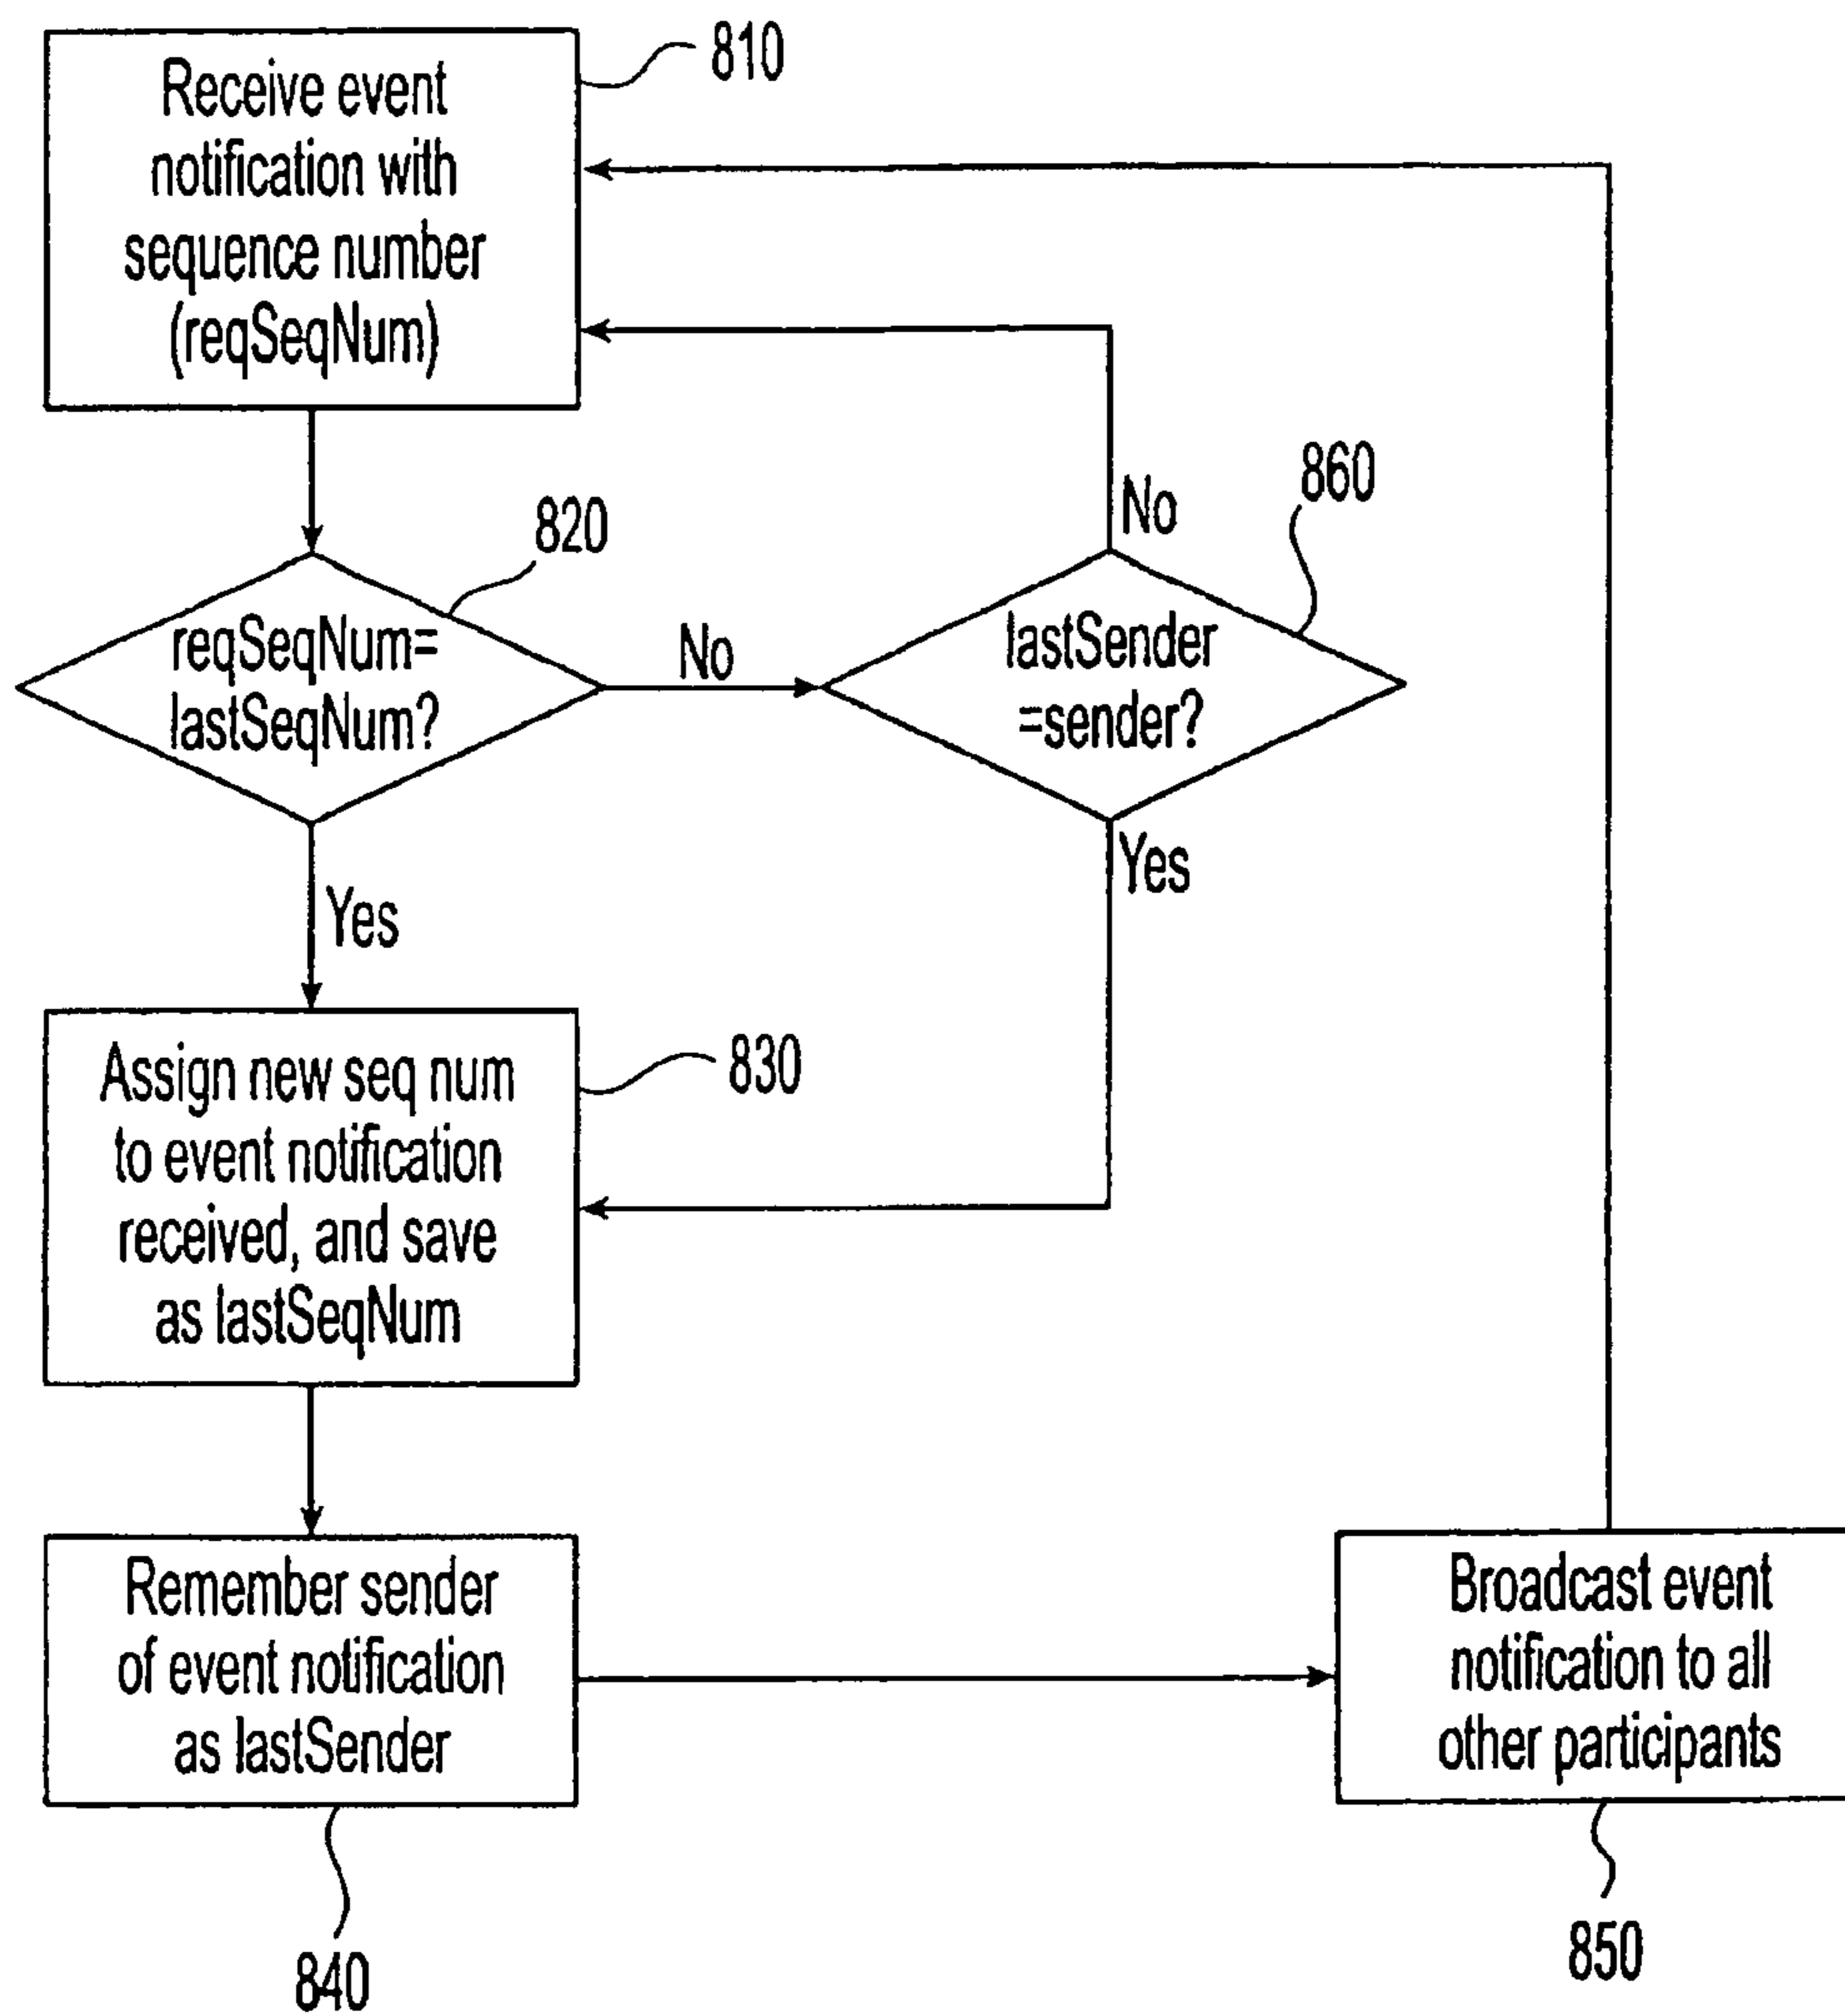 Receive event
notification with
sequence number
(reqSeqNum)
810
reqSeqNum=
lastSeqNum?
820
No
lastSender
=sender?
860
No
Yes
Yes
Assign new seq num
to event notification
received, and save
as lastSeqNum
830
Remember sender
of event notification
as lastSender
840
Broadcast event
notification to all
other participants
850